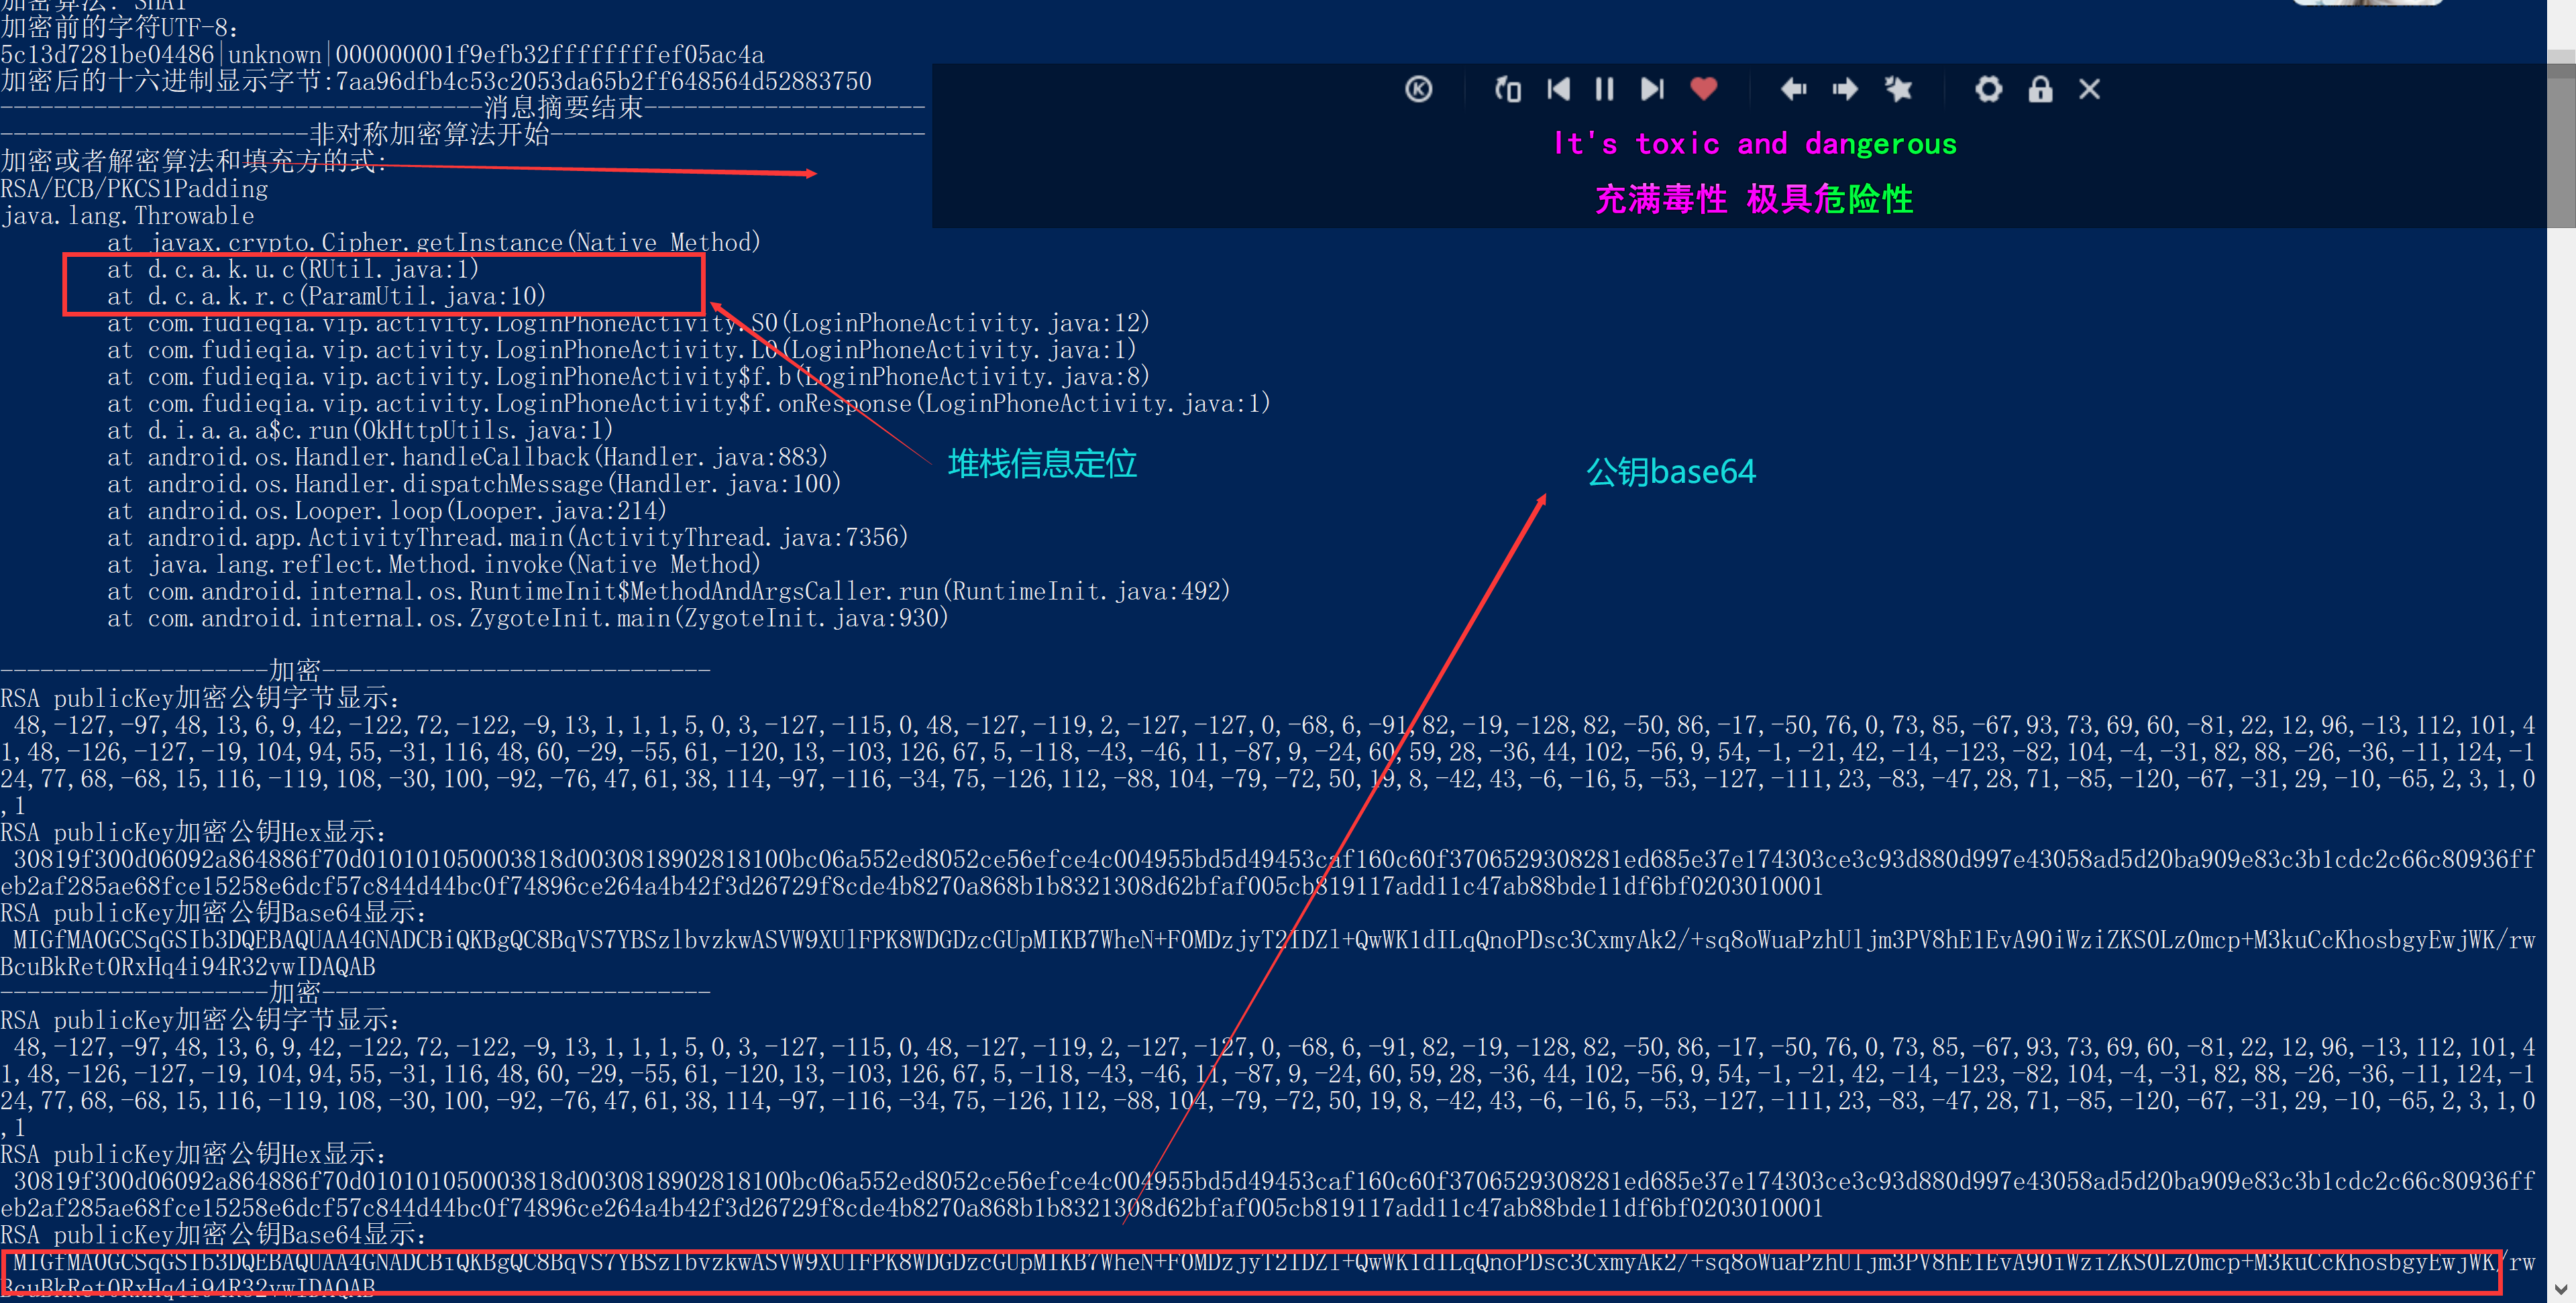 加密算法: SHA1
加密前的字符UTF-8:
5c13d7281be04486|unknown|000000001f9efb32ffffffffef05ac4a
加密后的十六进制显示字节:7aa96dfb4c53c2053da65b2ff648564d52883750
------------------------------------消息摘要结束---------------------
-----------------------非对称加密算法开始----------------------------
加密或者解密算法和填充方的式:
RSA/ECB/PKCS1Padding
java.lang.Throwable
at javax.crypto.Cipher.getInstance(Native Method)
at d.c.a.k.u.c(RUtil.java:1)
at d.c.a.k.r.c(ParamUtil.java:10)
at com.fudieqia.vip.activity.LoginPhoneActivity.S0(LoginPhoneActivity.java:12)
at com.fudieqia.vip.activity.LoginPhoneActivity.L0(LoginPhoneActivity.java:1)
at com.fudieqia.vip.activity.LoginPhoneActivity$f.b(LoginPhoneActivity.java:8)
at com.fudieqia.vip.activity.LoginPhoneActivity$f.onResponse(LoginPhoneActivity.java:1)
at d.i.a.a.a$c.run(OkHttpUtils.java:1)
at android.os.Handler.handleCallback(Handler.java:883)
at android.os.Handler.dispatchMessage(Handler.java:100)
at android.os.Looper.loop(Looper.java:214)
at android.app.ActivityThread.main(ActivityThread.java:7356)
at java.lang.reflect.Method.invoke(Native Method)
at com.android.internal.os.RuntimeInit$MethodAndArgsCaller.run(RuntimeInit.java:492)
at com.android.internal.os.ZygoteInit.main(ZygoteInit.java:930)
It's toxic and dangerous
充满毒性 极具危险性
堆栈信息定位
公钥base64
--------------------加密-----------------------------
RSA publicKey加密公钥字节显示:
48,-127,-97,48,13,6,9,42,-122,72,-122,-9,13,1,1,1,5,0,3,-127,-115,0,48,-127,-119,2,-127,-127,0,-68,6,-91,82,-19,-128,82,-50,86,-17,-50,76,0,73,85,-67,93,73,69,60,-81,22,12,96,-13,112,101,4
1,48,-126,-127,-19,104,94,55,-31,116,48,60,-29,-55,61,-120,13,-103,126,67,5,-118,-43,-46,11,-87,9,-24,60,59,28,-36,44,102,-56,9,54,-1,-21,42,-14,-123,-82,104,-4,-31,82,88,-26,-36,-11,124,-1
24,77,68,-68,15,116,-119,108,-30,100,-92,-76,47,61,38,114,-97,-116,-34,75,-126,112,-88,104,-79,-72,50,19,8,-42,43,-6,-16,5,-53,-127,-111,23,-83,-47,28,71,-85,-120,-67,-31,29,-10,-65,2,3,1,0
,1
RSA publicKey加密公钥Hex显示:
30819f300d06092a864886f70d010101050003818d0030818902818100bc06a552ed8052ce56efce4c004955bd5d49453caf160c60f3706529308281ed685e37e174303ce3c93d880d997e43058ad5d20ba909e83c3b1cdc2c66c80936ff
eb2af285ae68fce15258e6dcf57c844d44bc0f74896ce264a4b42f3d26729f8cde4b8270a868b1b8321308d62bfaf005cb819117add11c47ab88bde11df6bf0203010001
RSA publicKey加密公钥Base64显示:
MIGfMA0GCSqGSIb3DQEBAQUAA4GNADCBiQKBgQC8BqVS7YBSzlbvzkwASVW9XUlFPK8WDGDzcGUpMIKB7WheN+F0MDzjyT2IDZl+QwWK1dILqQnoPDsc3CxmyAk2/+sq8oWuaPzhUljm3PV8hE1EvA90iWziZKS0Lz0mcp+M3kuCcKhosbgyEwjWK/rw
BcuBkRet0RxHq4i94R32vwIDAQAB
--------------------加密-----------------------------
RSA publicKey加密公钥字节显示:
48,-127,-97,48,13,6,9,42,-122,72,-122,-9,13,1,1,1,5,0,3,-127,-115,0,48,-127,-119,2,-127,-127,0,-68,6,-91,82,-19,-128,82,-50,86,-17,-50,76,0,73,85,-67,93,73,69,60,-81,22,12,96,-13,112,101,4
1,48,-126,-127,-19,104,94,55,-31,116,48,60,-29,-55,61,-120,13,-103,126,67,5,-118,-43,-46,11,-87,9,-24,60,59,28,-36,44,102,-56,9,54,-1,-21,42,-14,-123,-82,104,-4,-31,82,88,-26,-36,-11,124,-1
24,77,68,-68,15,116,-119,108,-30,100,-92,-76,47,61,38,114,-97,-116,-34,75,-126,112,-88,104,-79,-72,50,19,8,-42,43,-6,-16,5,-53,-127,-111,23,-83,-47,28,71,-85,-120,-67,-31,29,-10,-65,2,3,1,0
,1
RSA publicKey加密公钥Hex显示:
30819f300d06092a864886f70d010101050003818d0030818902818100bc06a552ed8052ce56efce4c004955bd5d49453caf160c60f3706529308281ed685e37e174303ce3c93d880d997e43058ad5d20ba909e83c3b1cdc2c66c80936ff
eb2af285ae68fce15258e6dcf57c844d44bc0f74896ce264a4b42f3d26729f8cde4b8270a868b1b8321308d62bfaf005cb819117add11c47ab88bde11df6bf0203010001
RSA publicKey加密公钥Base64显示:
MIGfMA0GCSqGSIb3DQEBAQUAA4GNADCBiQKBgQC8BqVS7YBSzlbvzkwASVW9XUlFPK8WDGDzcGUpMIKB7WheN+F0MDzjyT2IDZl+QwWK1dILqQnoPDsc3CxmyAk2/+sq8oWuaPzhUljm3PV8hE1EvA90iWziZKS0Lz0mcp+M3kuCcKhosbgyEwjWK/rw
BcuBkRet0RxHq4i94R32vwIDAQAB